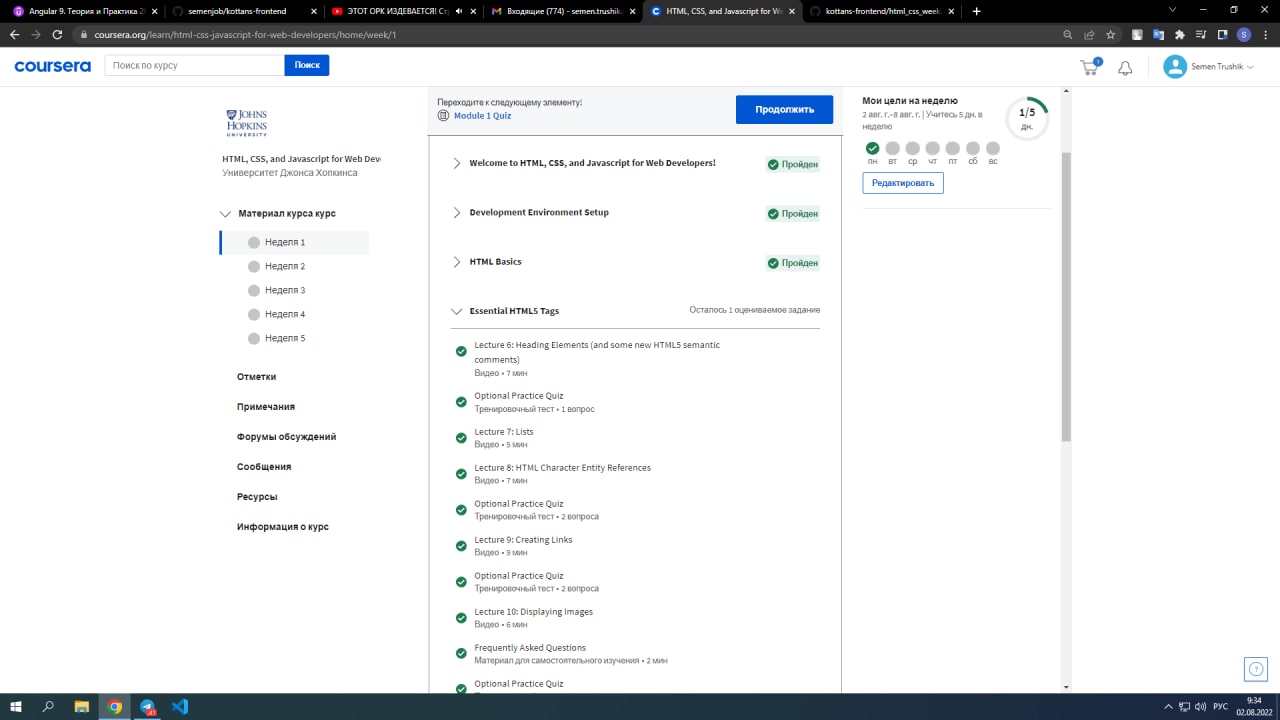 Angular 9. Теория и Практика 20
semenjob/kottans-frontend
ЭТОТ ОРК ИЗДЕВАЕТСЯ! Ст
Входящие (774) - semen.trushik
HTML, CSS, and Javascript for We
kottans-frontend/html_css_week
coursera.org/learn/html-css-javascript-for-web-developers/home/week/1
S
coursera
Поиск по курсу
Поиск
1
Semen Trushik
JOHNS
HOPKINS
UNIVERSITY
HTML, CSS, and Javascript for Web Dev
Университет Джонса Хопкинса
Материал курса курс
Неделя 1
Неделя 2
Неделя 3
Неделя 4
Неделя 5
Отметки
Примечания
Форумы обсуждений
Сообщения
Ресурсы
Информация о курс
Переходите к следующему элементу!
Module 1 Quiz
Продолжить
Welcome to HTML, CSS, and Javascript for Web Developers!
Пройден
Development Environment Setup
Пройден
HTML Basics
Пройден
Essential HTML5 Tags
Осталось 1 оцениваемое задание
Lecture 6: Heading Elements (and some new HTML5 semantic
comments)
Видео • 7 мин
Optional Practice Quiz
Тренировочный тест • 1 вопрос
Lecture 7: Lists
Видео • 5 мин
Lecture 8: HTML Character Entity References
Видео • 7 мин
Optional Practice Quiz
Тренировочный тест • 2 вопроса
Lecture 9: Creating Links
Видео • 9 мин
Optional Practice Quiz
Тренировочный тест • 2 вопроса
Lecture 10: Displaying Images
Видео • 6 мин
Frequently Asked Questions
Материал для самостоятельного изучения • 2 мин
Optional Practice Quiz
Мои цели на неделю
2 авг. г.–8 авг. г. | Учитесь 5 дн. в
неделю
1/5
дн.
пн вт ср чт пт сб вс
Редактировать
РУС
9:34
02.08.2022